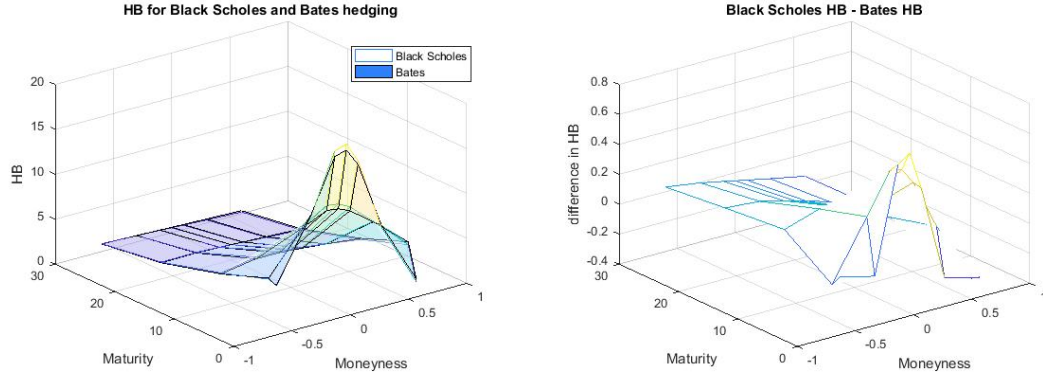 HB for Black Scholes and Bates hedging
Black Scholes
Bates
20
15
10
5
0
HB
30
20
10
0
Maturity
-1
-0.5
0
0.5
1
Moneyness
Black Scholes HB - Bates HB
0.8
0.6
0.4
0.2
0
-0.2
-0.4
difference in HB
30
20
10
0
Maturity
-1
-0.5
0
0.5
Moneyness